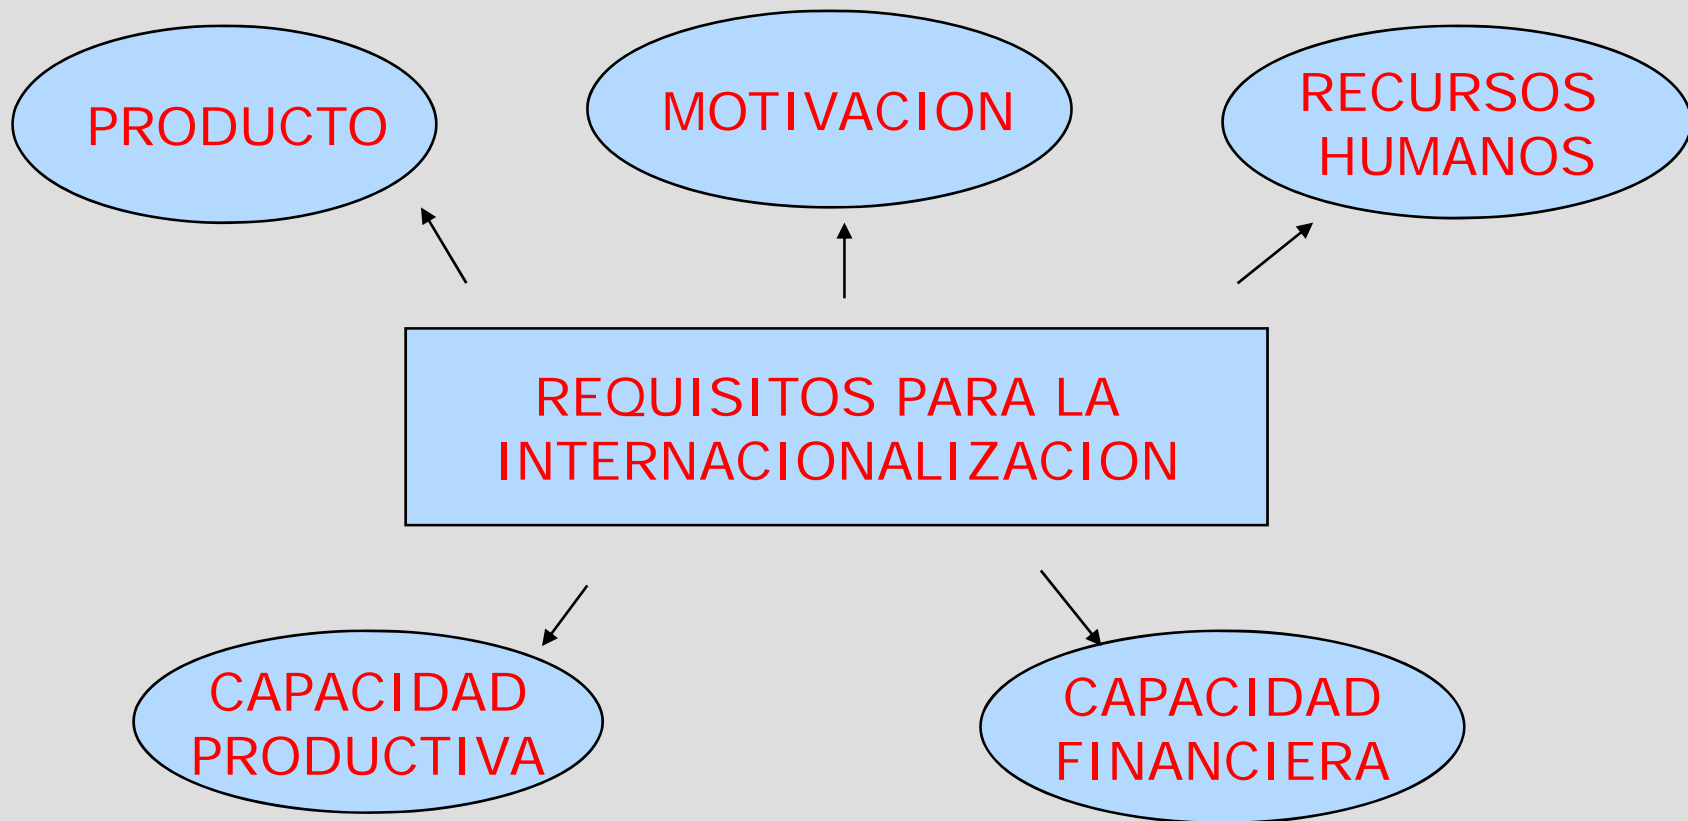 PRODUCTO
MOTIVACION
RECURSOS
HUMANOS
REQUISITOS PARA LA
INTERNACIONALIZACION
CAPACIDAD
PRODUCTIVA
CAPACIDAD
FINANCIERA